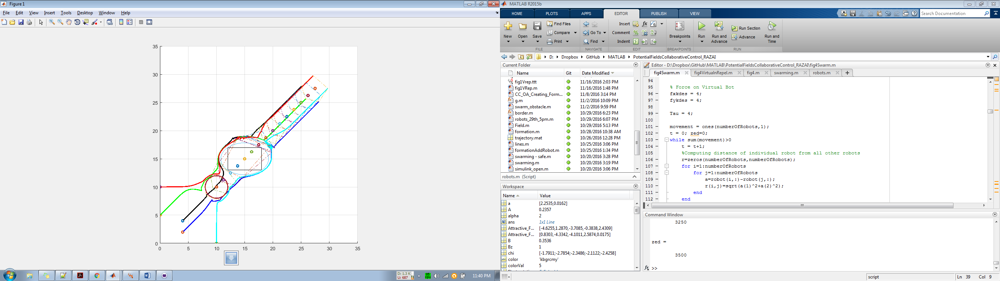 Figure 1
File Edit View Insert Tools Desktop Window Help
35
30
25
20
15
10
5
0
0 5 10 15 20 25 30 35
D: 1.3 K
U: 687
85
cpu
11:40 PM
MATLAB R2015b
HOME PLOTS APPS EDITOR PUBLISH VIEW
Search Documentation
New Open Save
Find Files
Compare
Print
Go To
Find
Insert
Comment
Indent
Breakpoints
Run
Run and
Advance
Run Section
Advance
Run and
Time
FILE NAVIGATE EDIT BREAKPOINTS RUN
D: Dropbox GitHub MATLAB PotentialFieldsCollaborativeControl_RAZAI
Current Folder
Name Git Date Modified
fig1Vrep.ttt 11/16/2016 2:03 PM
fig1VRep.m 11/16/2016 1:48 PM
CC_OA_Creating_Form... 11/8/2016 3:14 PM
g.m 11/2/2016 10:09 PM
swarm_obstacle.m 11/2/2016 9:59 PM
border.m 10/29/2016 6:23 PM
robots_29th_5pm.m 10/29/2016 6:07 PM
Field.m 10/29/2016 5:13 PM
formation.m 10/28/2016 10:38 AM
trajectory.mat 10/26/2016 12:28 PM
lines.m 10/25/2016 3:06 PM
formationAddRobot.m 10/25/2016 1:34 PM
swarming - safe.m 10/20/2016 3:28 PM
swarming.m 10/20/2016 3:19 PM
simulink_open.m 10/20/2016 3:06 PM
robots.m (Script)
Workspace
Name Value
a [2.2535,0.0162]
A 0.2357
alpha 2
ans 1x1 Line
Attractive_F... [-4.6255,1.2870,-3.7085,-0.3838,2.4309]
Attractive_F... [0.8303,-4.3342,-4.1011,2.5874,0.0175]
B 0.3536
Bz 1
chi [-1.7911;-2.7854;-2.3486;-2.1122;-2.4258]
color 'kbgrcmy'
colorVal 5
Editor - D:\Dropbox\GitHub\MATLAB\PotentialFieldsCollaborativeControl_RAZAI\fig4Swarm.m
fig4Swarm.m fig4VirtualnRepel.m fig4.m swarming.m robots.m
94
95 % Force on Virtual Bot
96 fxkdes = 4;
97 fykdes = 4;
98
99 Tau = 4;
100
101 movement = ones(numberOfRobots,1);
102 t = 0; zed=0;
103 while sum(movement)>0
104 t = t+1;
105 %Computing distance of individual robot from all other robots
106 r=zeros(numberOfRobots,numberOfRobots);
107 for i=1:numberOfRobots
108 for j=1:numberOfRobots
109 a=robot(i,:)-robot(j,:);
110 r(i,j)=sqrt(a(1)^2+a(2)^2);
111 end
112 end
Command Window
3250
zed =
3500
fx >>
script Ln 39 Col 9